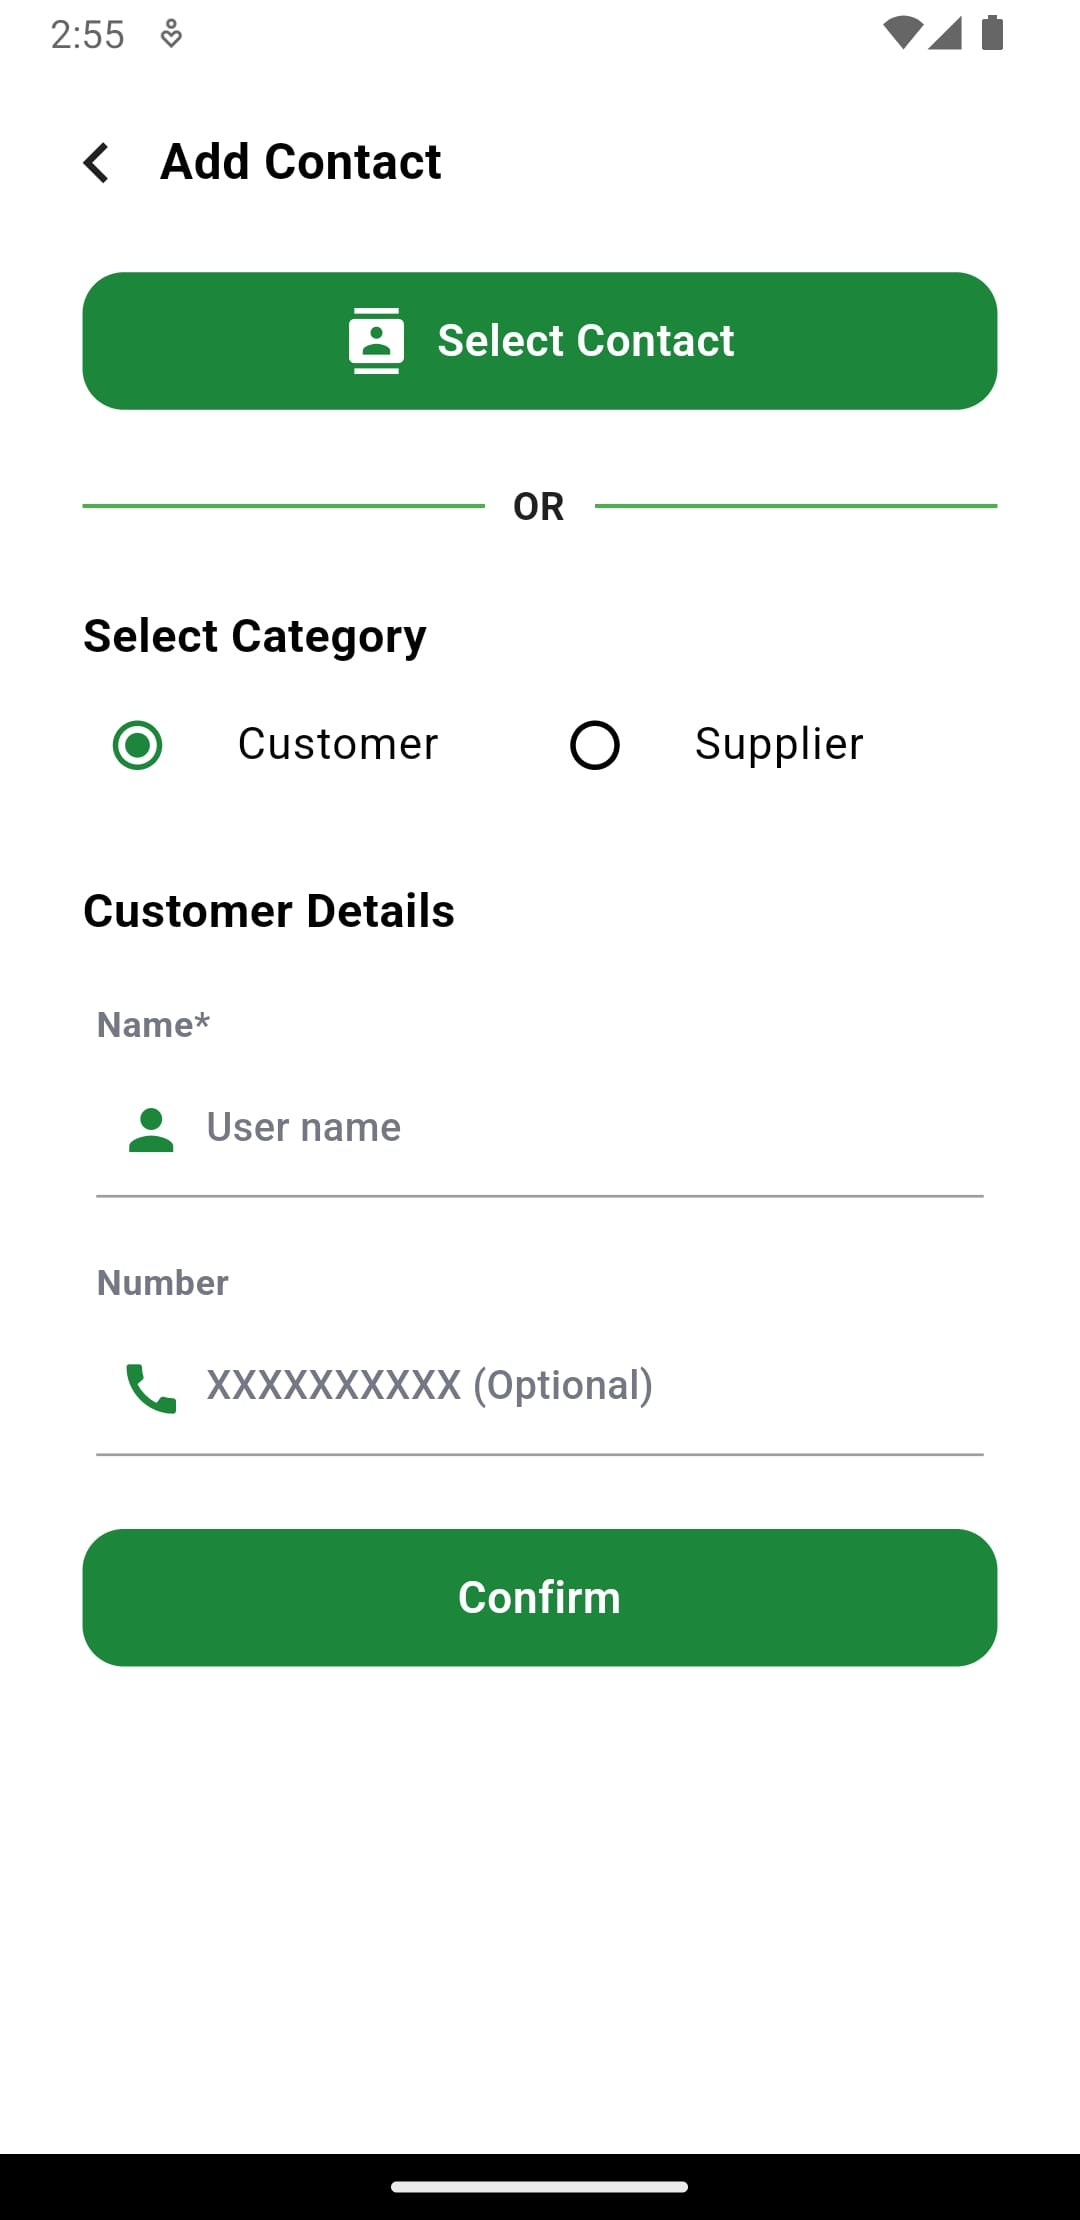 2:55
Add Contact
Select Contact
OR
Select Category
Customer Supplier
Customer Details
Name*
User name
Number
XXXXXXXXXX (Optional)
Confirm